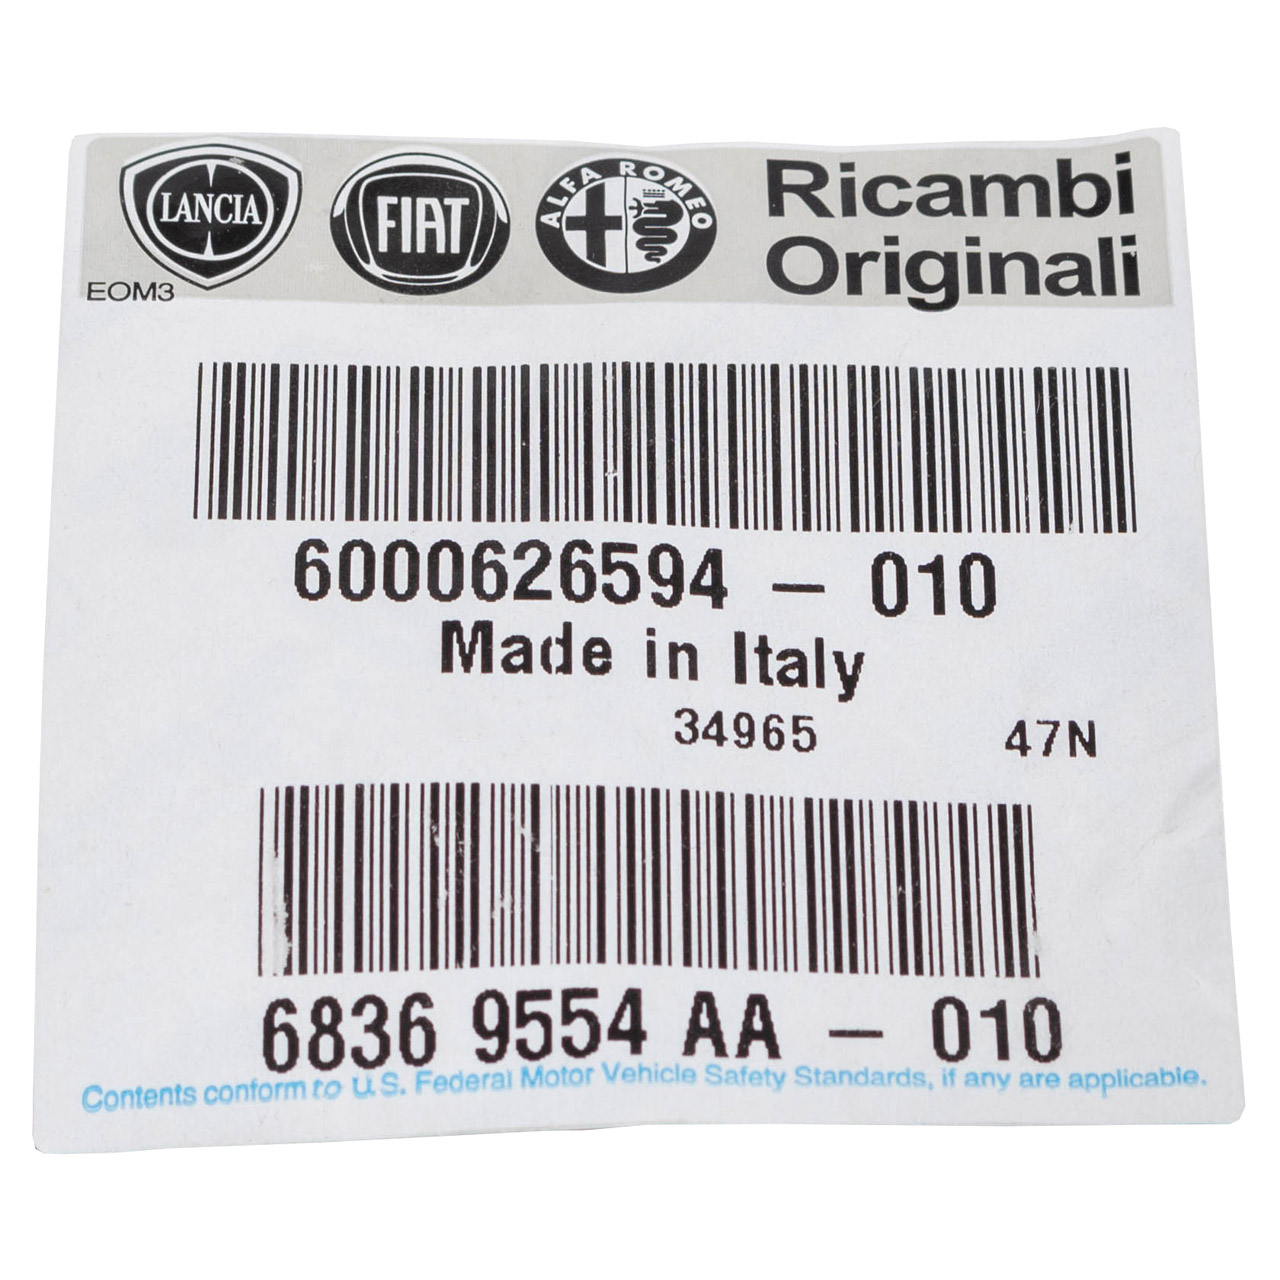 LANCIA FIAT ALFA ROMEO Ricambi
Originali
EOM3
6000626594 – 010
Made in Italy
34965 47N
6836 9554 AA – 010
Contents conform to U.S. Federal Motor Vehicle Safety Standards, if any are applicable.